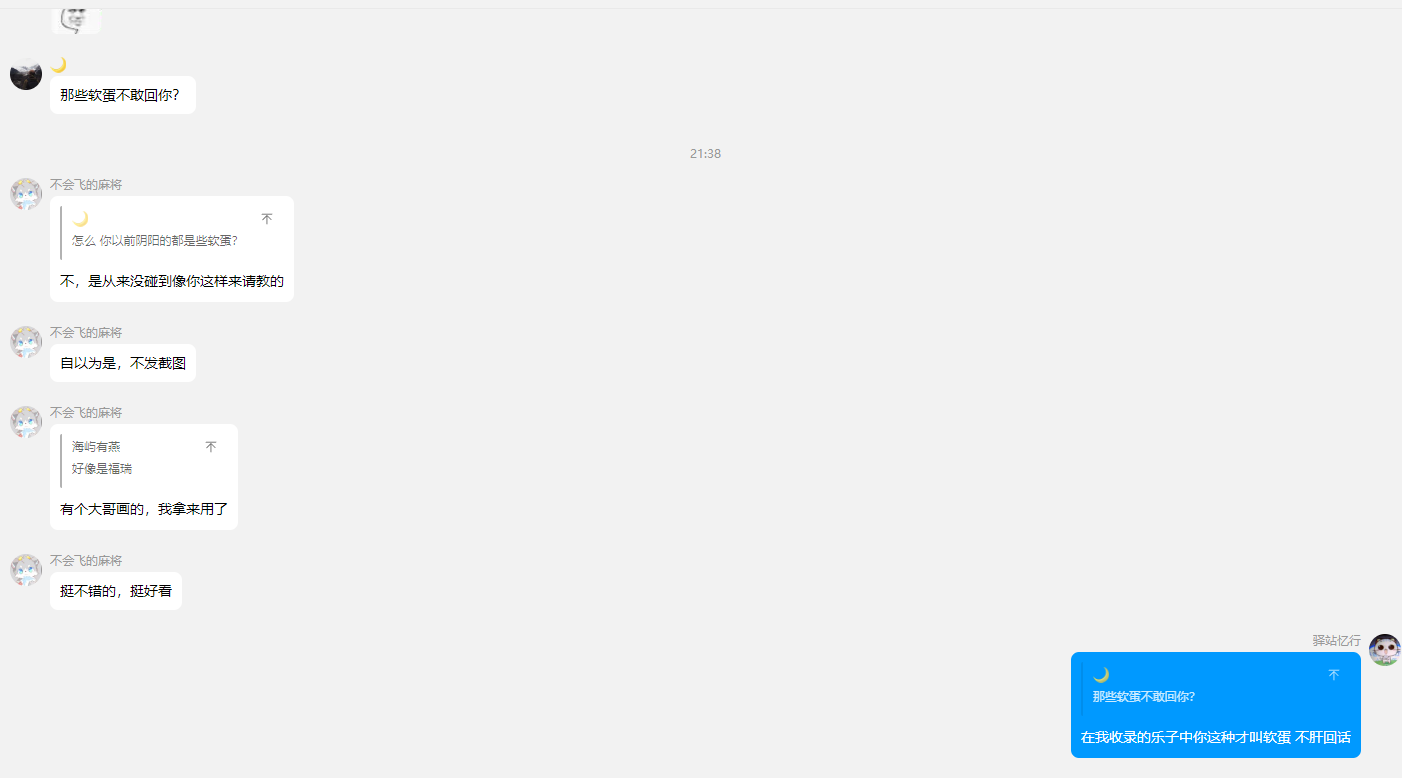 🌙
那些软蛋不敢回你?
21:38
不会飞的麻将
🌙
怎么 你以前阴阳的都是些软蛋?
不，是从来没碰到像你这样来请教的
不会飞的麻将
自以为是，不发截图
不会飞的麻将
海屿有燕
好像是福瑞
有个大哥画的，我拿来用了
不会飞的麻将
挺不错的，挺好看
驿站忆行
🌙
那些软蛋不敢回你?
在我收录的乐子中你这种才叫软蛋 不肝回话